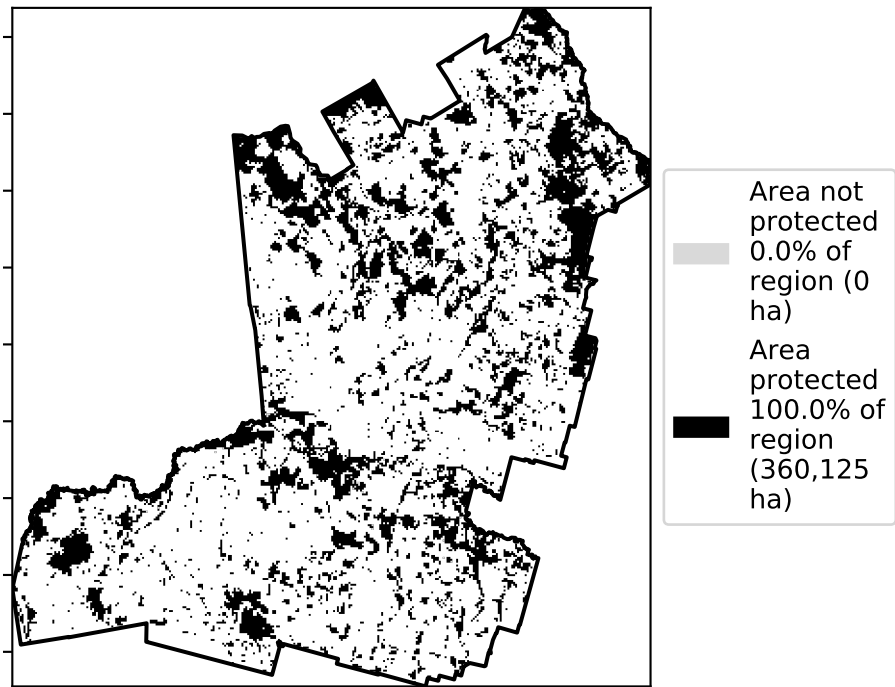 Area not
protected
0.0% of
region (0
ha)
Area
protected
100.0% of
region
(360,125
ha)